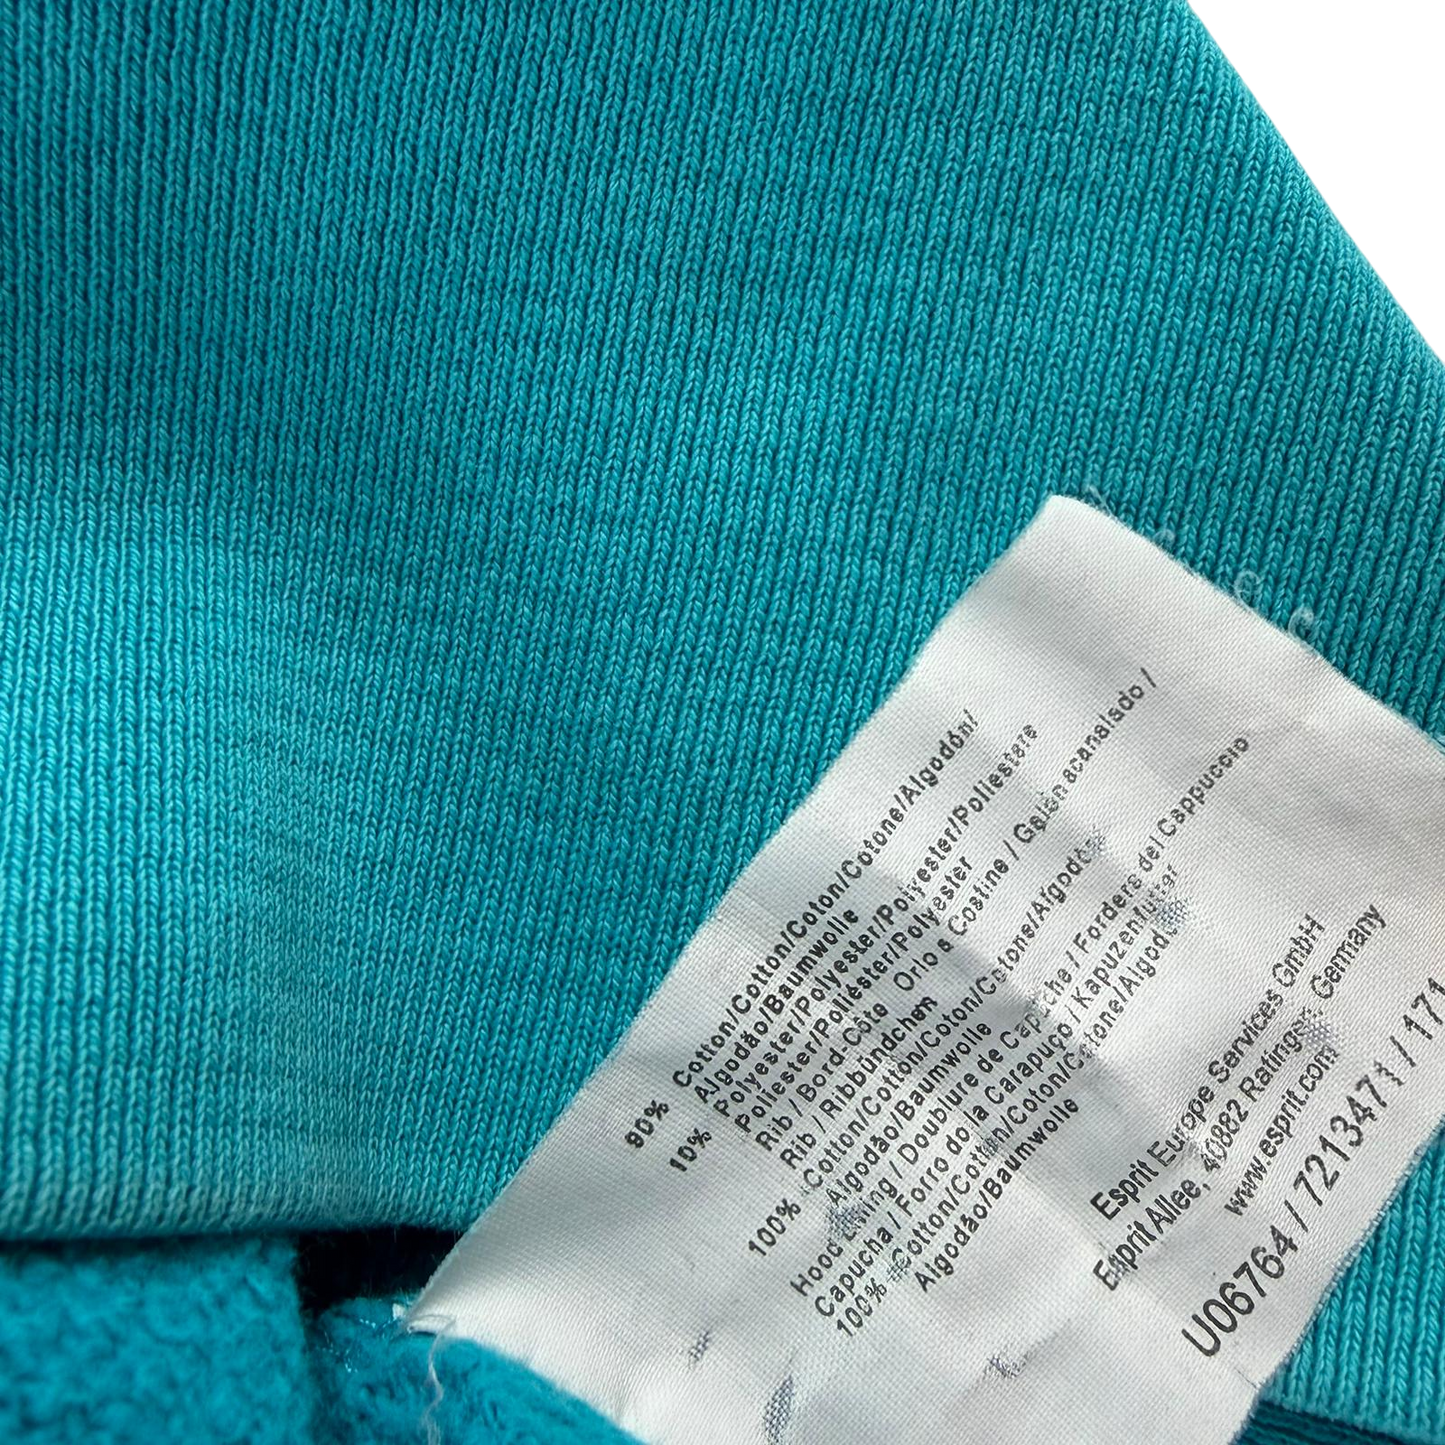 90% Cotton/Cotton/Coton/Cotone/Algodón/
Algodão/Baumwolle
10% Polyester/Polyester/Polyester/Poliestere
Poliester/Poliéster/Polyester
Rib / Bord-Côte Orlo a Costine / Galón acanalado /
Rib / Ribbündchen
100% Cotton/Cotton/Coton/Cotone/Algodón
Algodão/Baumwolle
Hood Lining / Doublure de Capuche / Fodera del Cappuccio
Capucha / Forro do la Carapuço / Kapuzenfutter
100% Cotton/Cotton/Coton/Cotone/Algodón
Algodão/Baumwolle
Esprit Europe Services GmbH
Esprit Allee, 40882 Ratingen, Germany
www.esprit.com
U06764 / 7213471 / 171